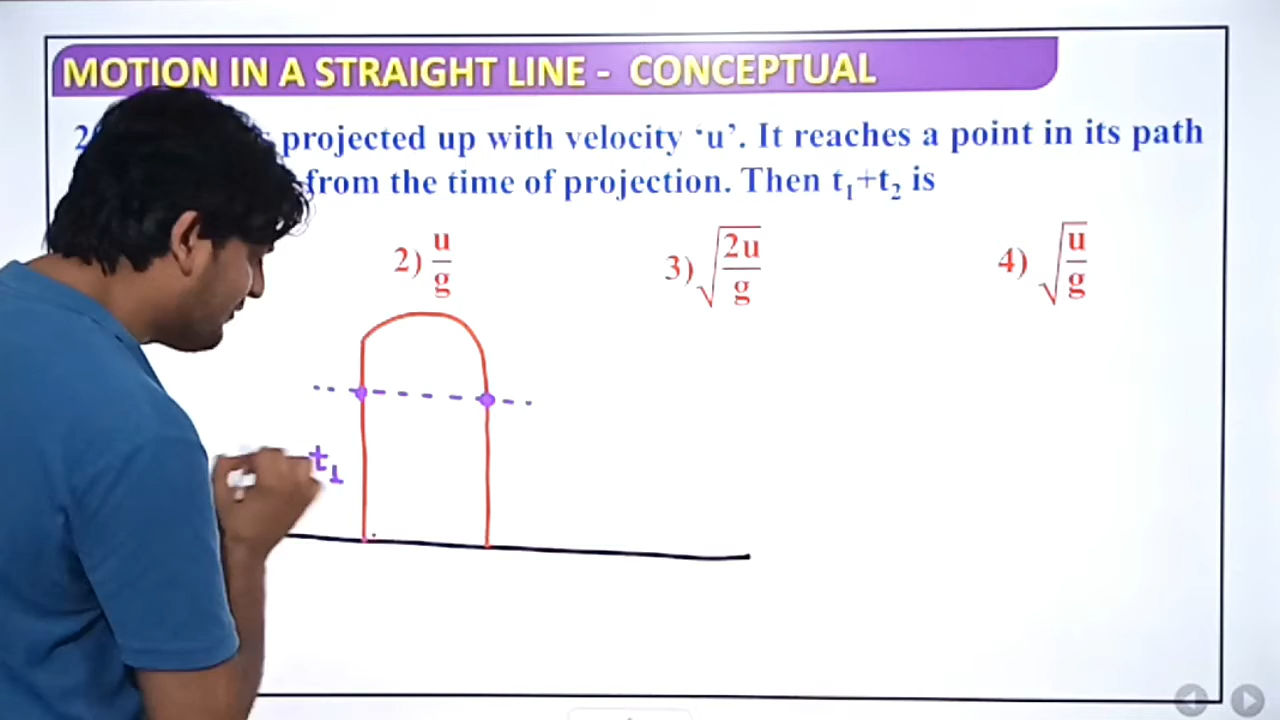 MOTION IN A STRAIGHT LINE - CONCEPTUAL
projected up with velocity ‘u’. It reaches a point in its path
from the time of projection. Then t₁+t₂ is
2) u/g 3) √(2u/g) 4) √(u/g)
t₁